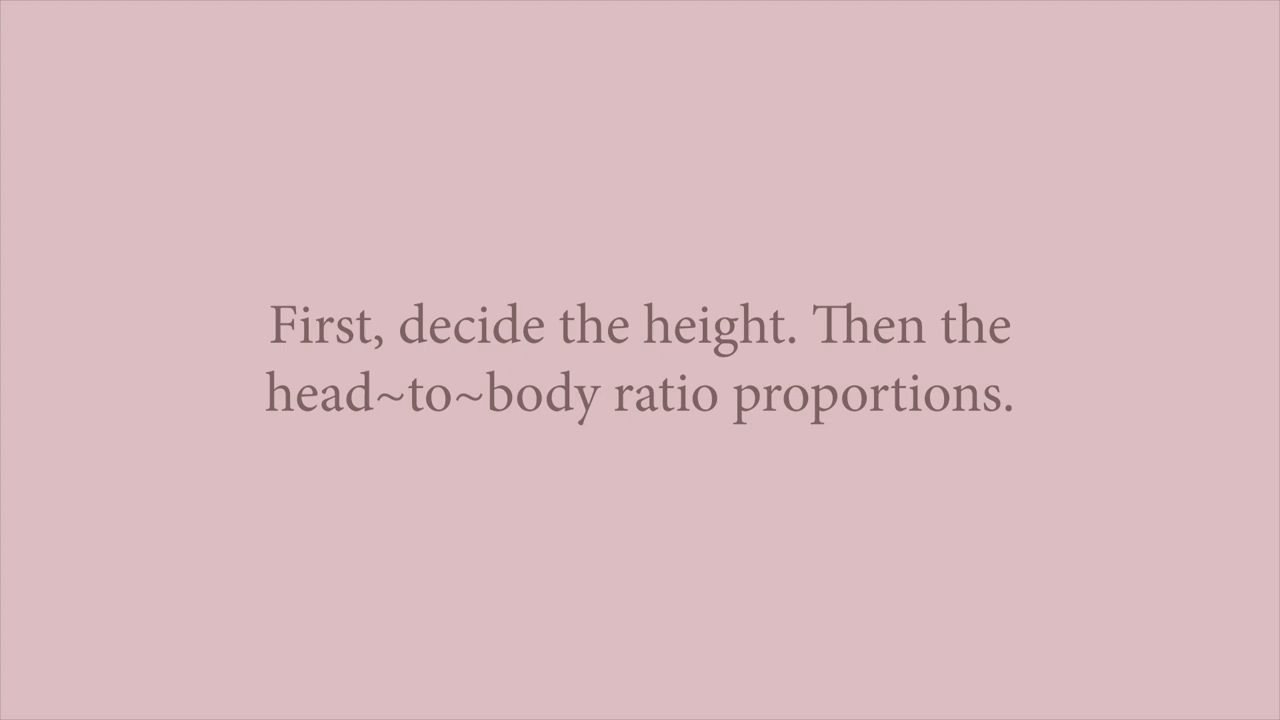 First, decide the height. Then the
head~to~body ratio proportions.